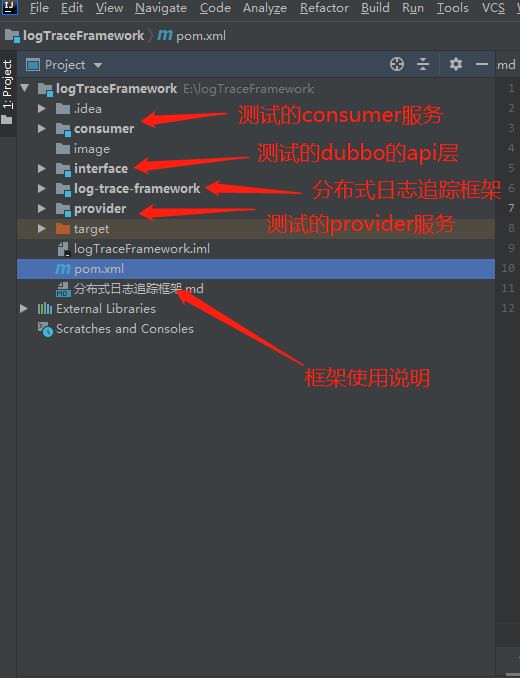 IJ File Edit View Navigate Code Analyze Refactor Build Run Tools VCS
logTraceFramework pom.xml
1: Project
Project
.md
logTraceFramework E:\logTraceFramework
.idea
consumer
测试的consumer服务
image
测试的dubbo的api层
interface
log-trace-framework
分布式日志追踪框架
provider
测试的provider服务
target
logTraceFramework.iml
pom.xml
分布式日志追踪框架.md
External Libraries
Scratches and Consoles
框架使用说明
1
2
3
4
5
6
7
8
9
10
11
12